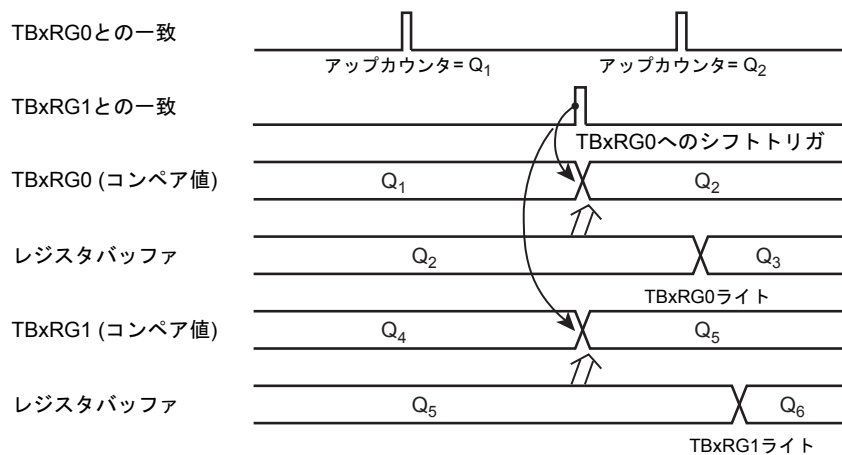 TBxRG0との一致
アップカウンタ= Q1
アップカウンタ= Q2
TBxRG1との一致
TBxRG0へのシフトトリガ
TBxRG0 (コンペア値)
Q1
Q2
レジスタバッファ
Q2
Q3
TBxRG0ライト
TBxRG1 (コンペア値)
Q4
Q5
レジスタバッファ
Q5
Q6
TBxRG1ライト